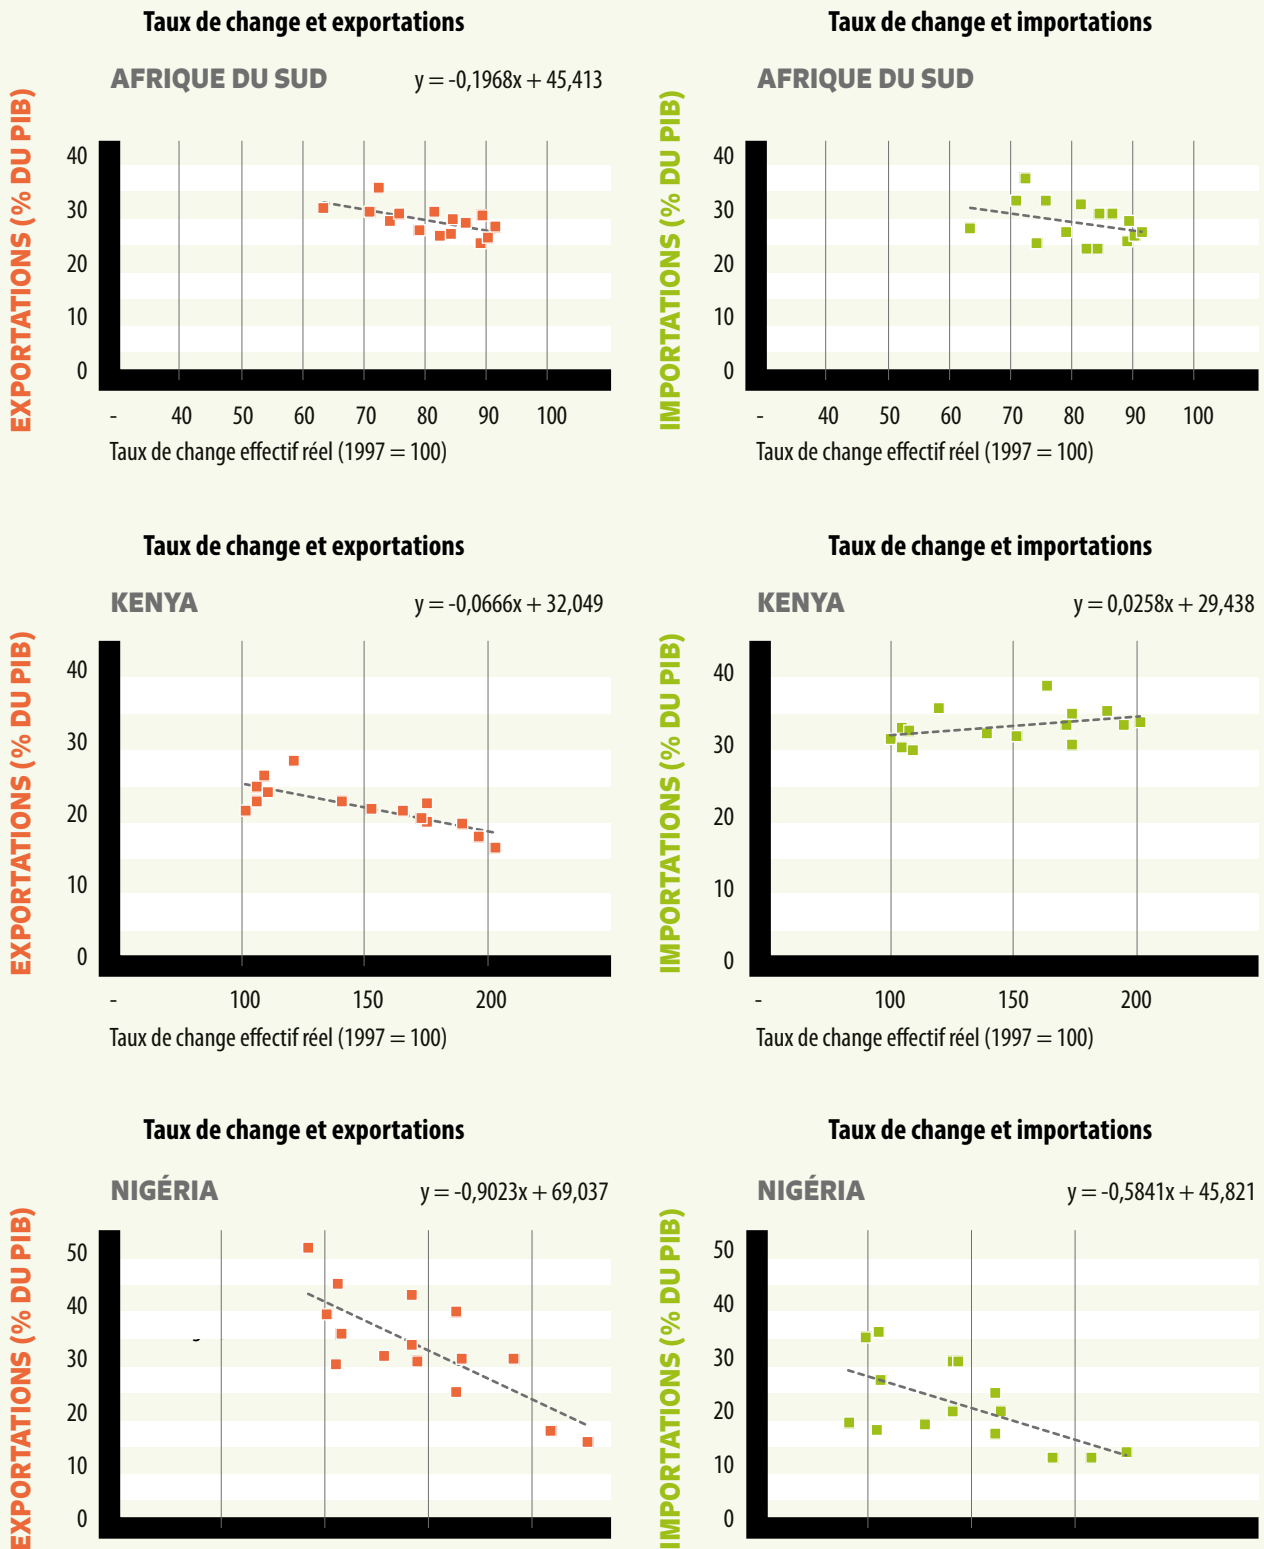 Taux de change et exportations
AFRIQUE DU SUD
y = -0,1968x + 45,413
EXPORTATIONS (% DU PIB)
40
30
20
10
0
- 40 50 60 70 80 90 100
Taux de change effectif réel (1997 = 100)
Taux de change et importations
AFRIQUE DU SUD
IMPORTATIONS (% DU PIB)
40
30
20
10
0
- 40 50 60 70 80 90 100
Taux de change effectif réel (1997 = 100)
Taux de change et exportations
KENYA
y = -0,0666x + 32,049
EXPORTATIONS (% DU PIB)
40
30
20
10
0
- 100 150 200
Taux de change effectif réel (1997 = 100)
Taux de change et importations
KENYA
y = 0,0258x + 29,438
IMPORTATIONS (% DU PIB)
40
30
20
10
0
- 100 150 200
Taux de change effectif réel (1997 = 100)
Taux de change et exportations
NIGÉRIA
y = -0,9023x + 69,037
EXPORTATIONS (% DU PIB)
50
40
30
20
10
0
Taux de change et importations
NIGÉRIA
y = -0,5841x + 45,821
IMPORTATIONS (% DU PIB)
50
40
30
20
10
0